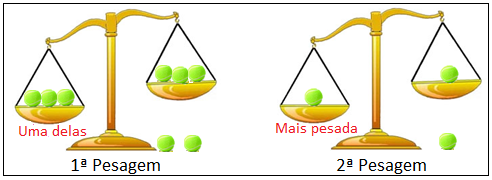 Uma delas
1ª Pesagem
Mais pesada
2ª Pesagem